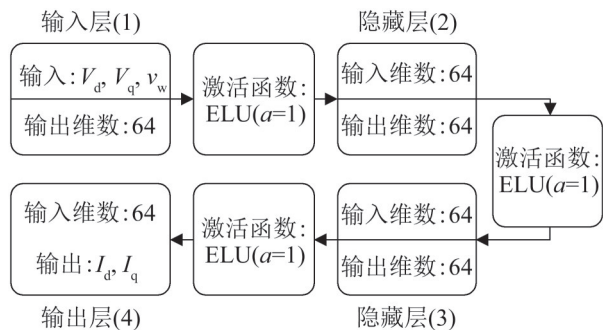 输入层(1)
隐藏层(2)
输入:Vd, Vq, vw
输出维数:64
激活函数:
ELU(a=1)
输入维数:64
输出维数:64
激活函数:
ELU(a=1)
输入维数:64
输出:Id, Iq
激活函数:
ELU(a=1)
输入维数:64
输出维数:64
输出层(4)
隐藏层(3)